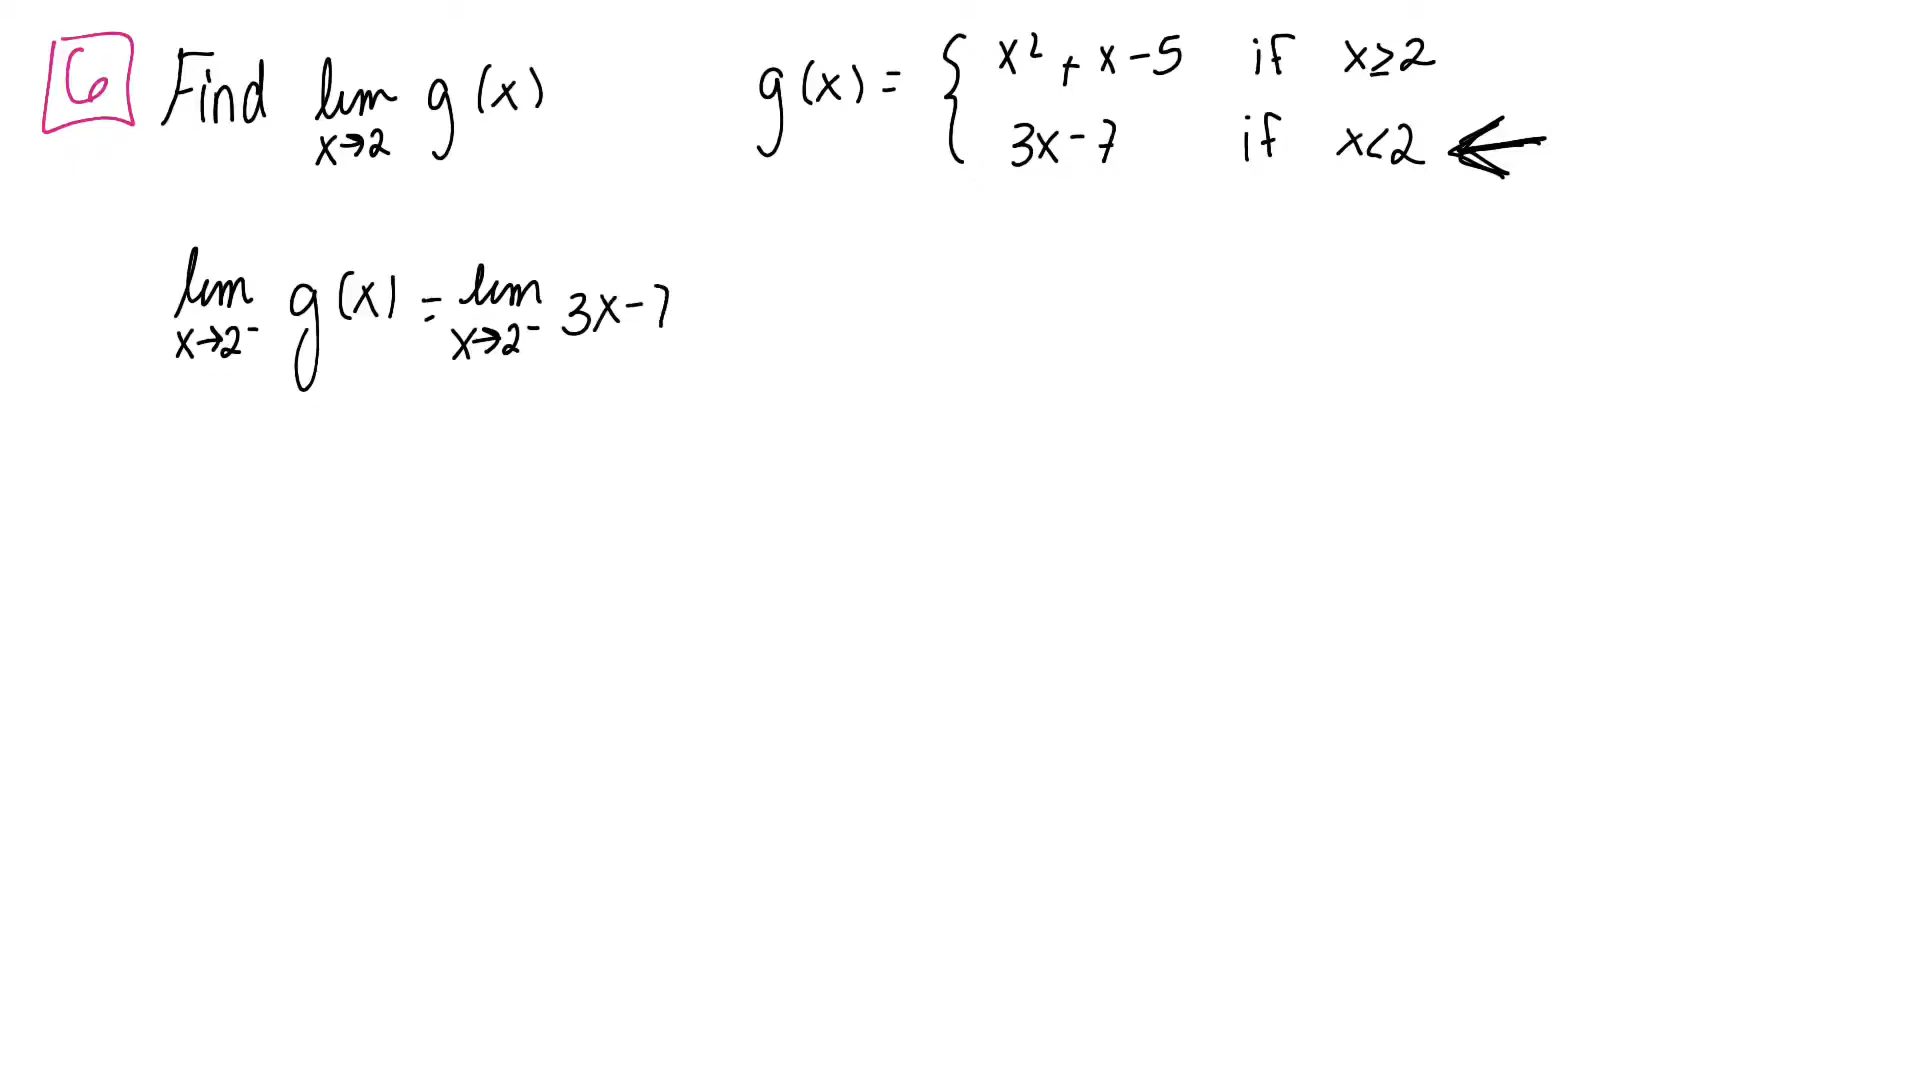 6 Find lim x→2 g(x) g(x) = { x² + x - 5 if x ≥ 2
3x - 7 if x < 2 ←
lim x→2⁻ g(x) = lim x→2⁻ 3x - 7